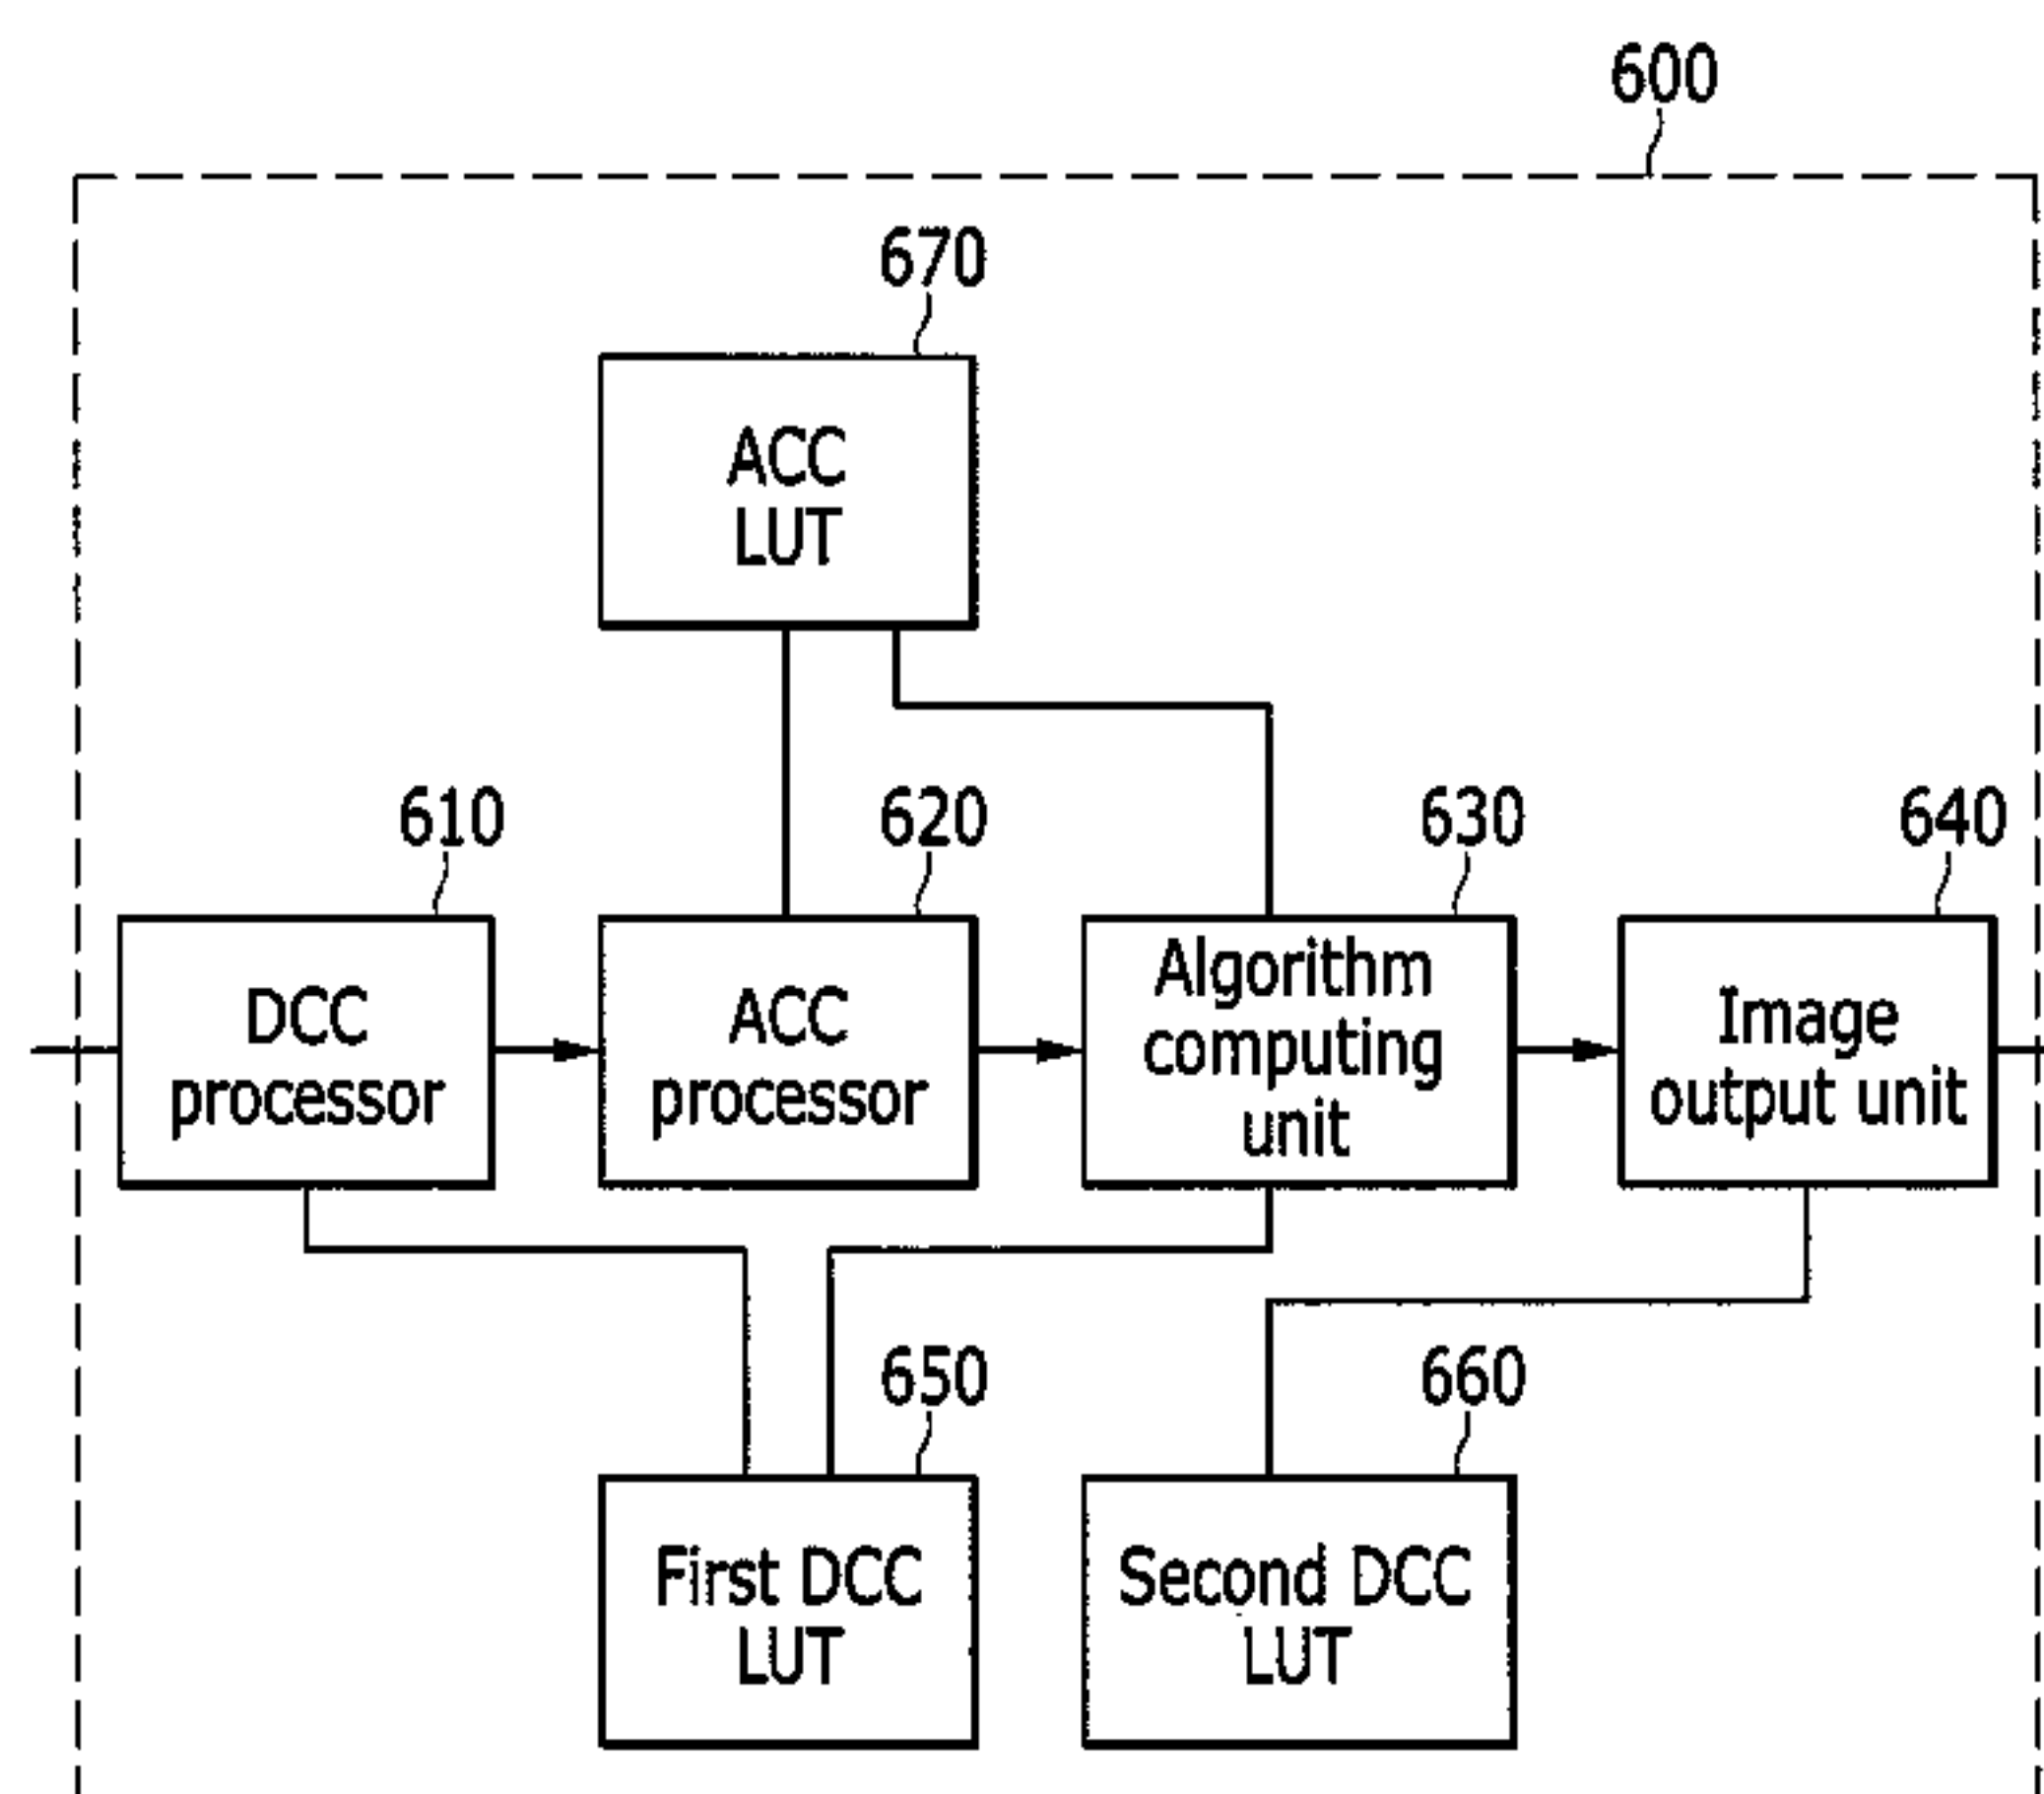 600
670
ACC
LUT
610
620
630
640
DCC
processor
ACC
processor
Algorithm
computing
unit
Image
output unit
650
660
First DCC
LUT
Second DCC
LUT